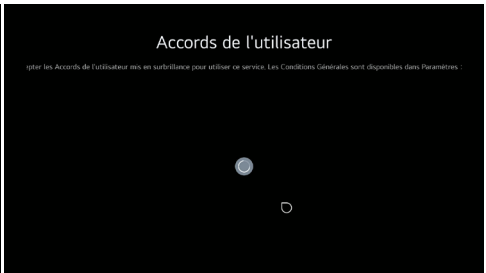 Accords de l'utilisateur
epter les Accords de l'utilisateur mis en surbrillance pour utiliser ce service. Les Conditions Générales sont disponibles dans Paramètres :